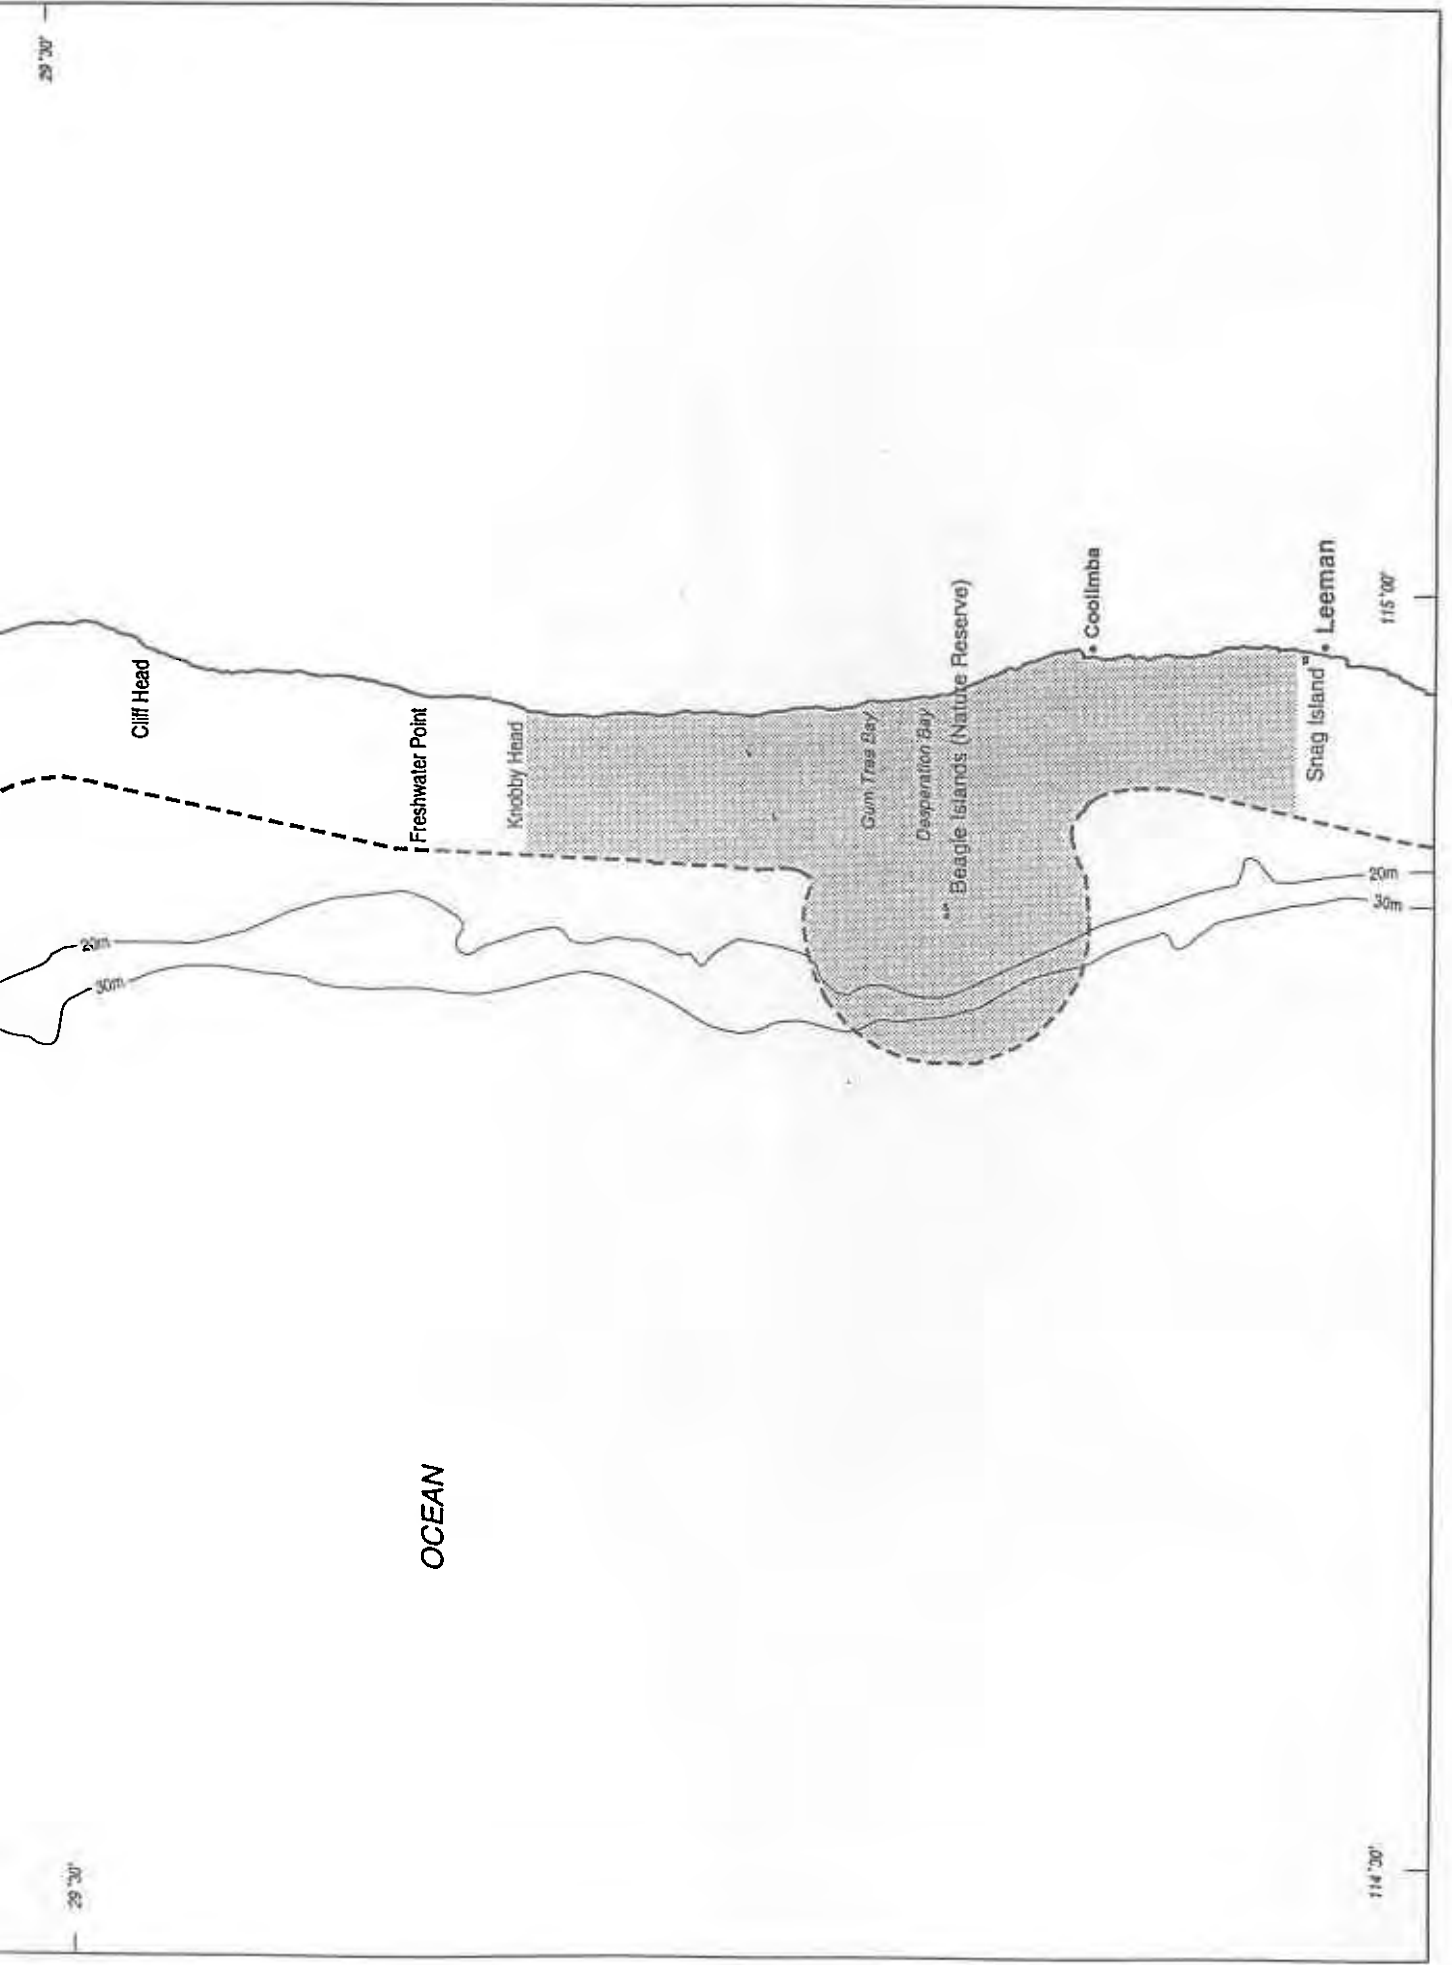 29°30'
Cliff Head
Freshwater Point
Knobby Head
Gum Tree Bay
Desperation Bay
Beagle Islands (Nature Reserve)
Coolimba
Snag Island
Leeman
115°00'
20m
30m
20m
30m
OCEAN
29°30'
114°30'